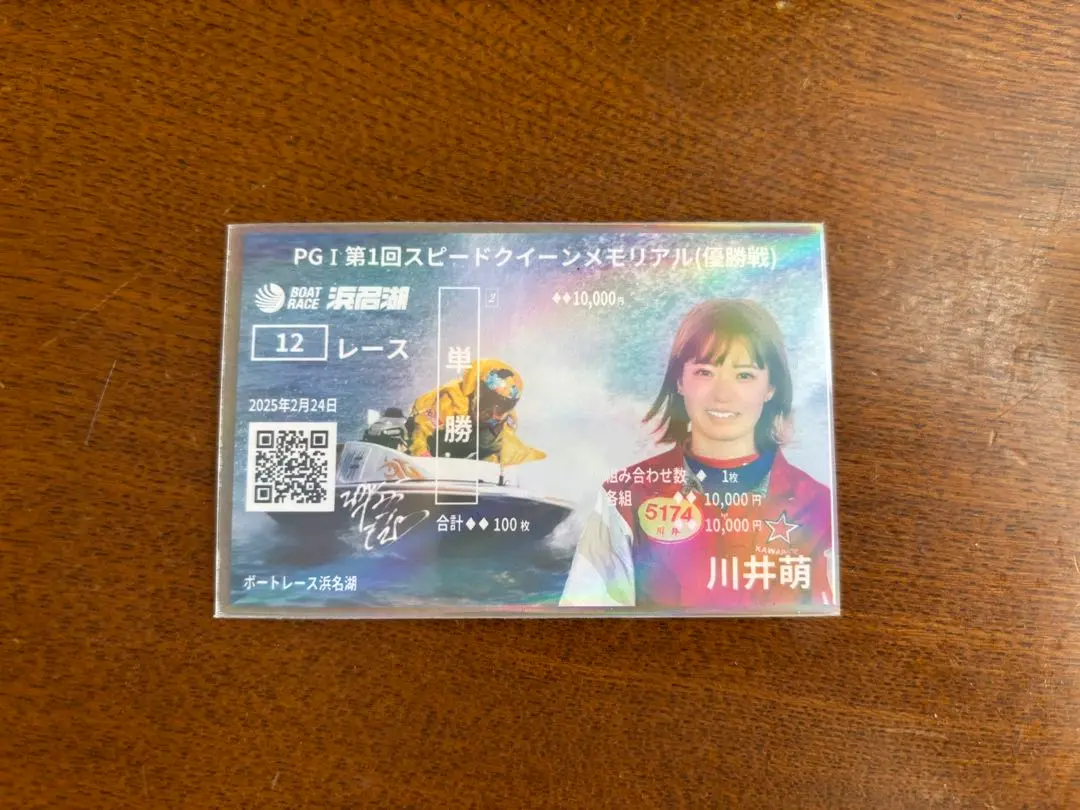 PGⅠ第1回スピードクイーンメモリアル(優勝戦)
BOAT RACE 浜名湖
12 レース
2025年2月24日
単勝
2
◆◆10,000円
組み合わせ数 ◆ 1枚
各組 ◆◆ 10,000円
合計◆◆ 100枚
◆◆ 10,000円
5174
川井
川井萌
ボートレース浜名湖